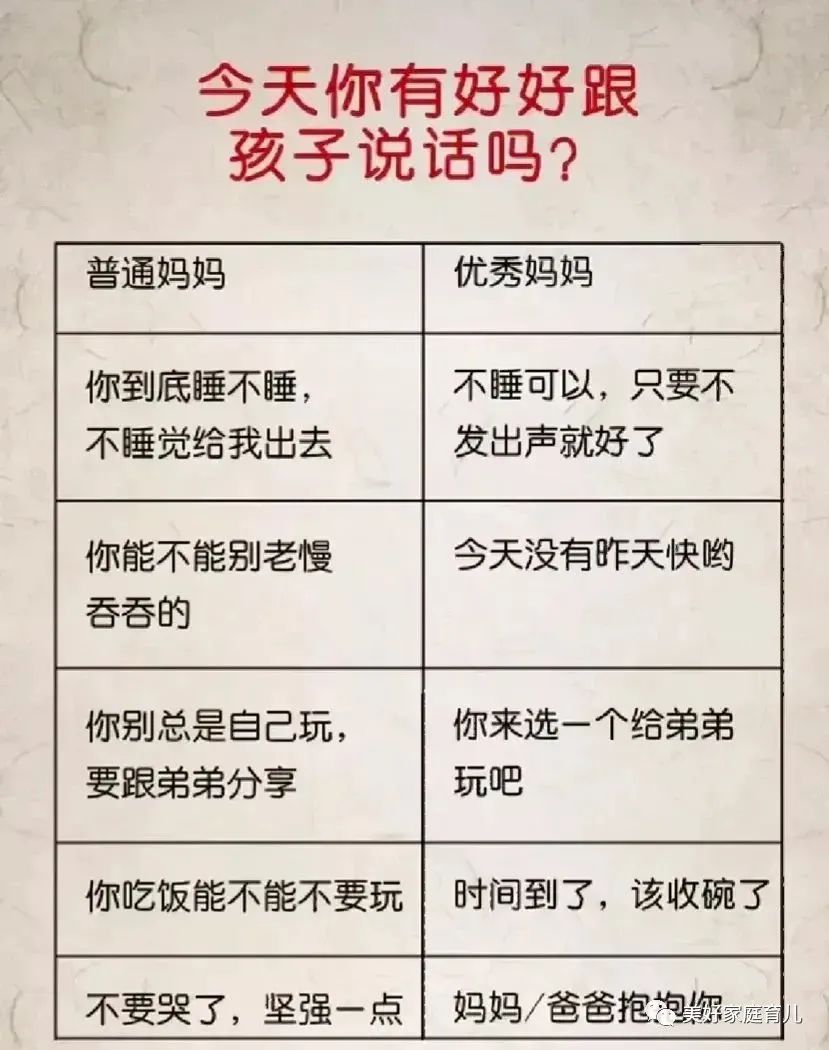 今天你有好好跟
孩子说话吗?
普通妈妈
优秀妈妈
你到底睡不睡，
不睡觉给我出去
不睡可以，只要不
发出声就好了
你能不能别老慢
吞吞的
今天没有昨天快哟
你别总是自己玩，
要跟弟弟分享
你来选一个给弟弟
玩吧
你吃饭能不能不要玩
时间到了，该收碗了
不要哭了，坚强一点
妈妈/爸爸抱抱你
美好家庭育儿